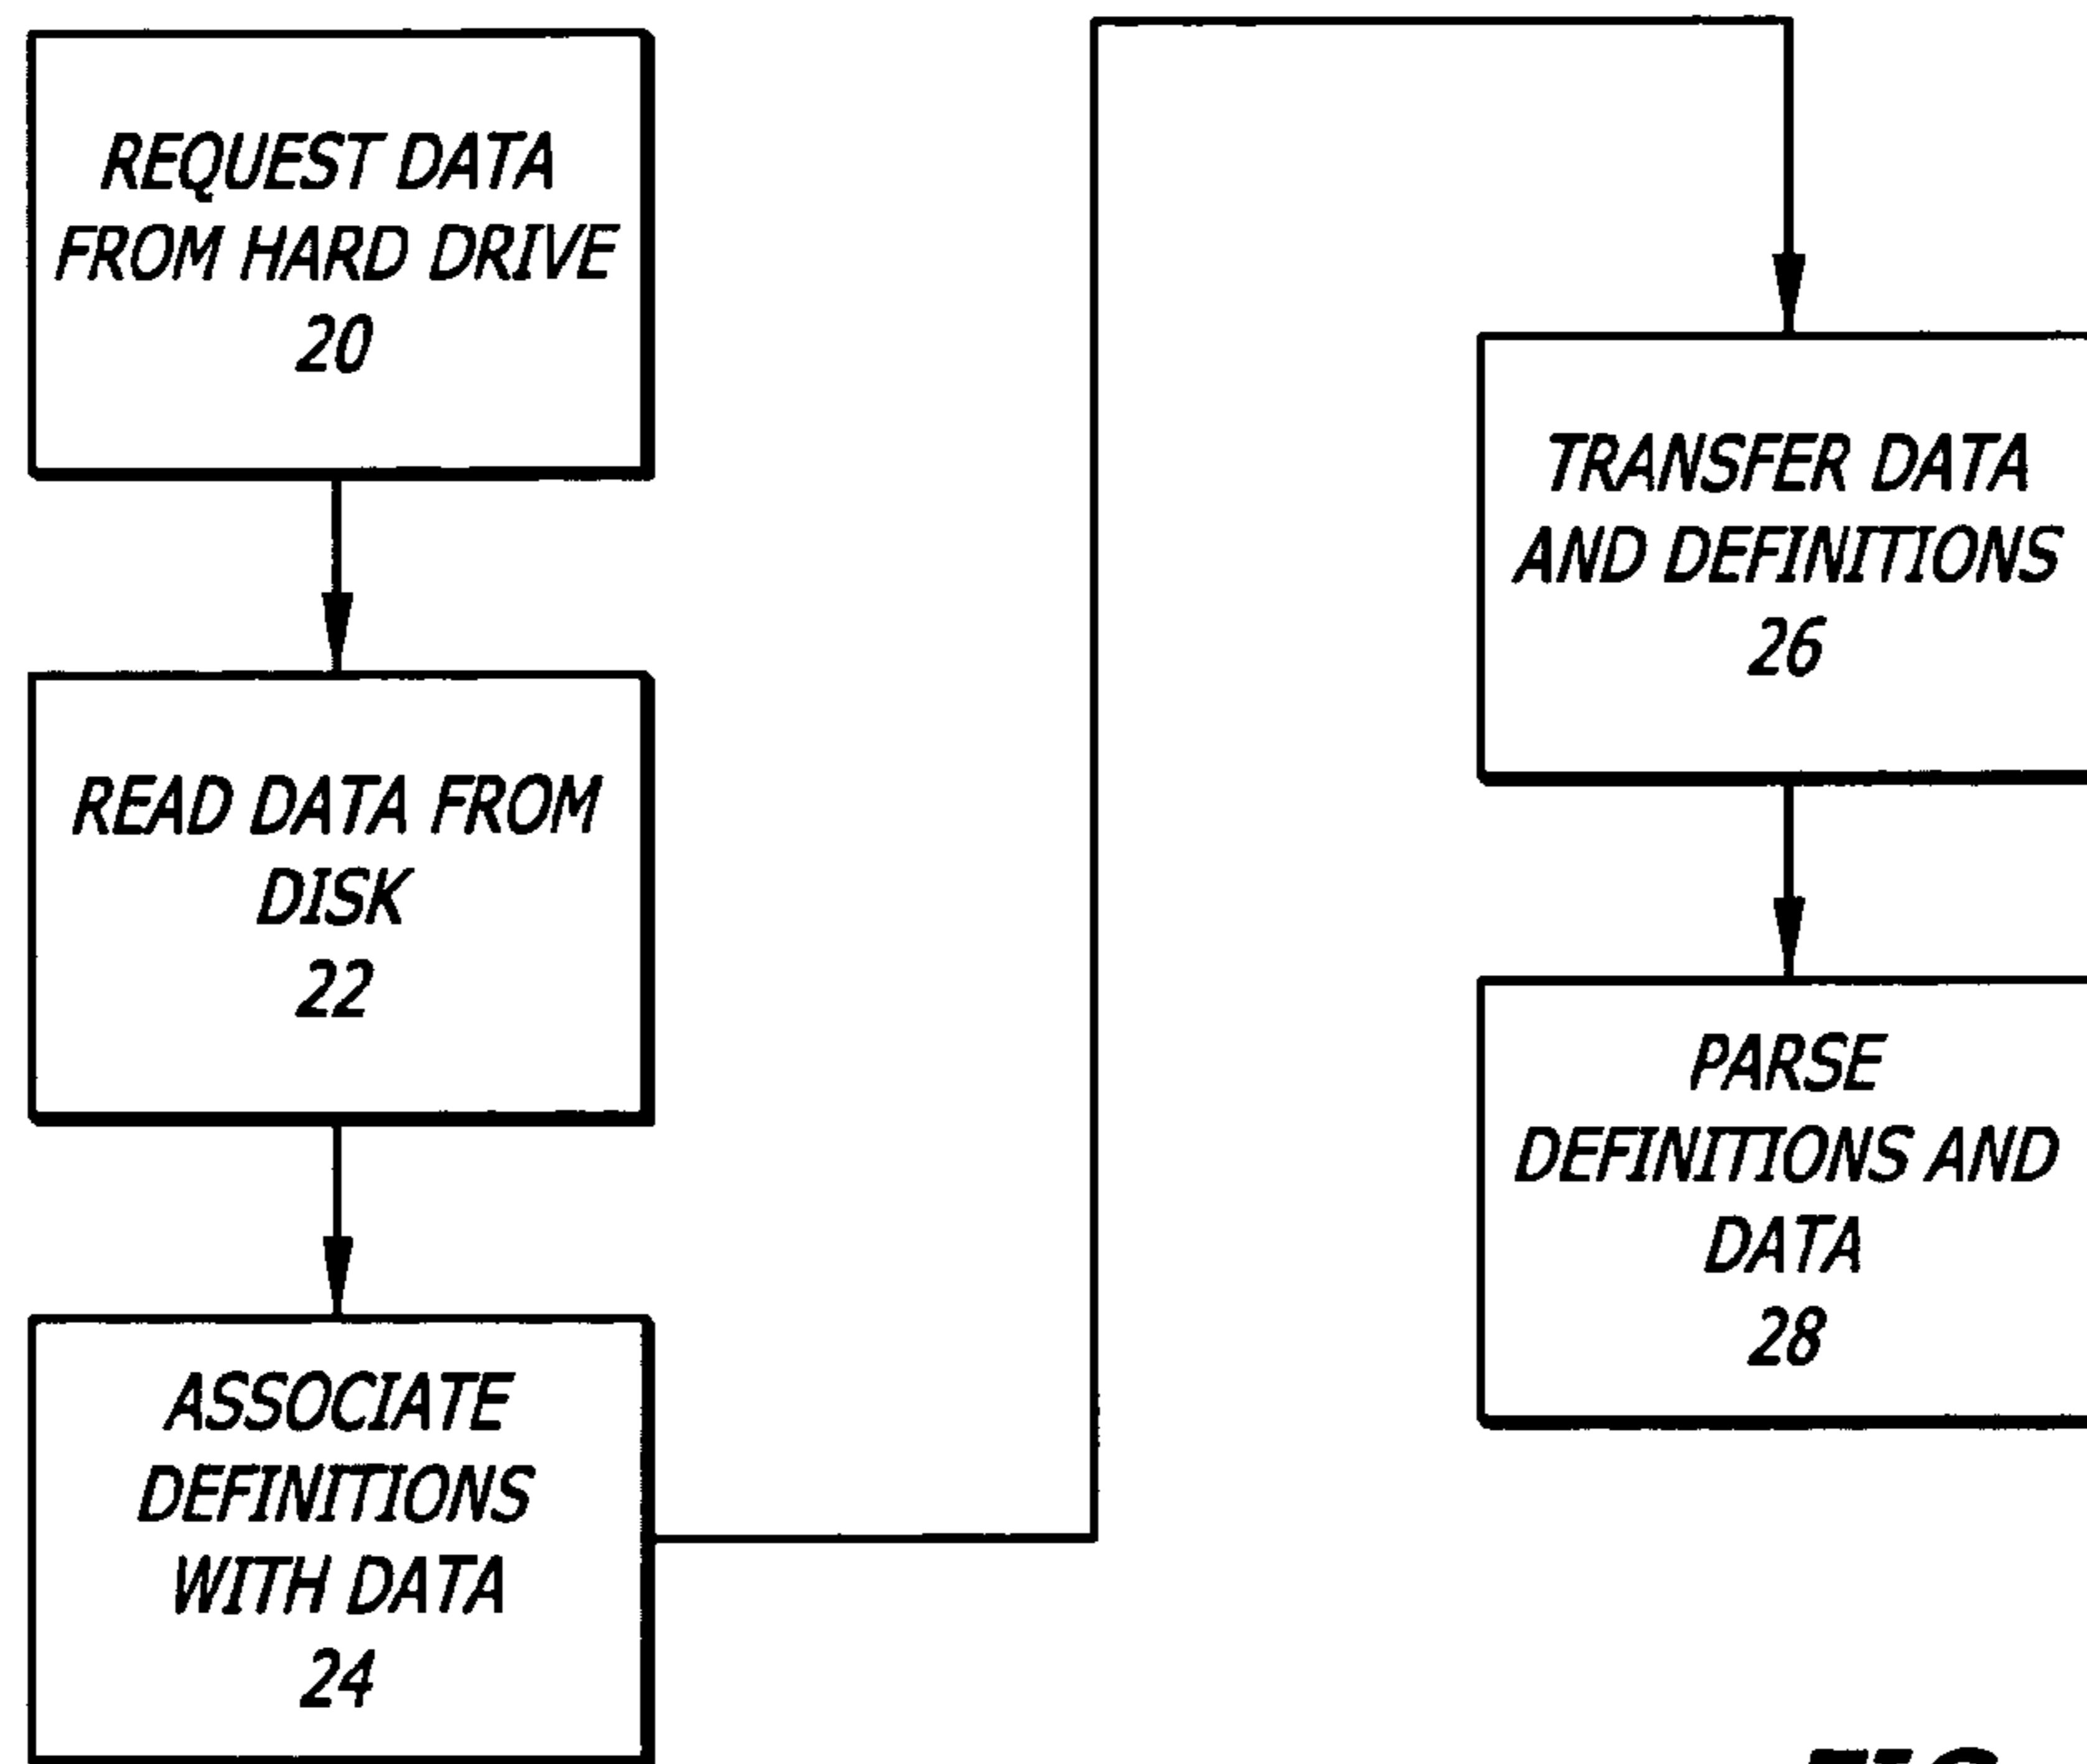 REQUEST DATA
FROM HARD DRIVE
20
READ DATA FROM
DISK
22
ASSOCIATE
DEFINITIONS
WITH DATA
24
TRANSFER DATA
AND DEFINITIONS
26
PARSE
DEFINITIONS AND
DATA
28